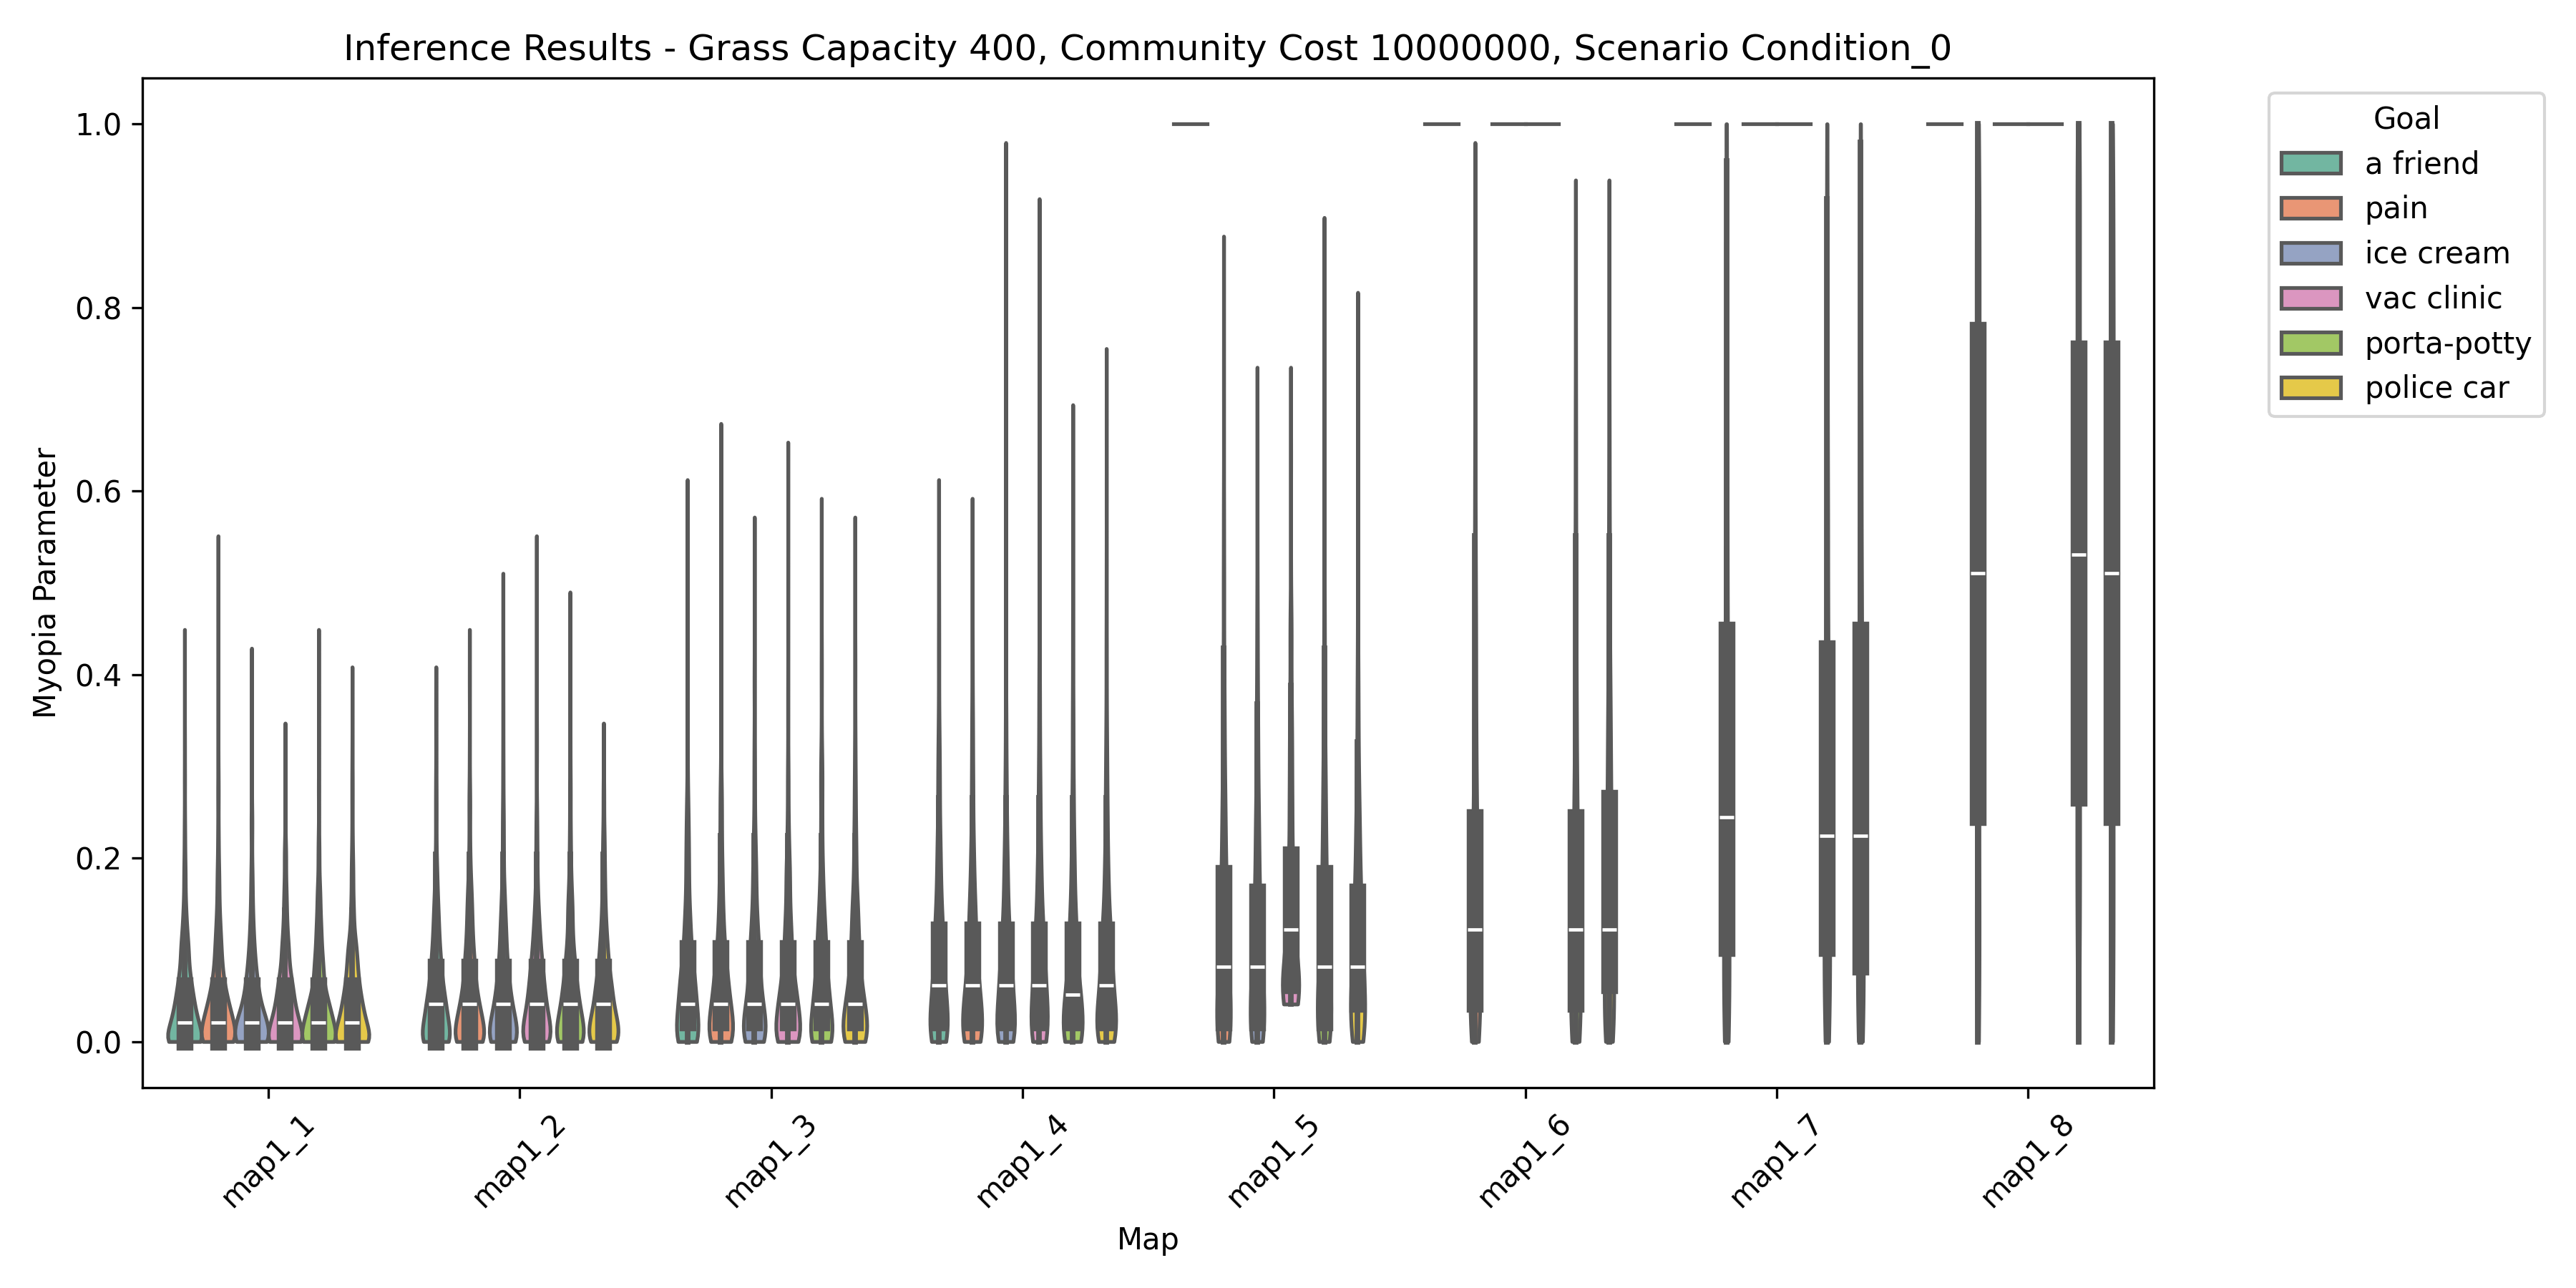 Inference Results - Grass Capacity 400, Community Cost 10000000, Scenario Condition_0
Myopia Parameter
1.0
0.8
0.6
0.4
0.2
0.0
map1_1
map1_2
map1_3
map1_4
map1_5
map1_6
map1_7
map1_8
Map
Goal
a friend
pain
ice cream
vac clinic
porta-potty
police car